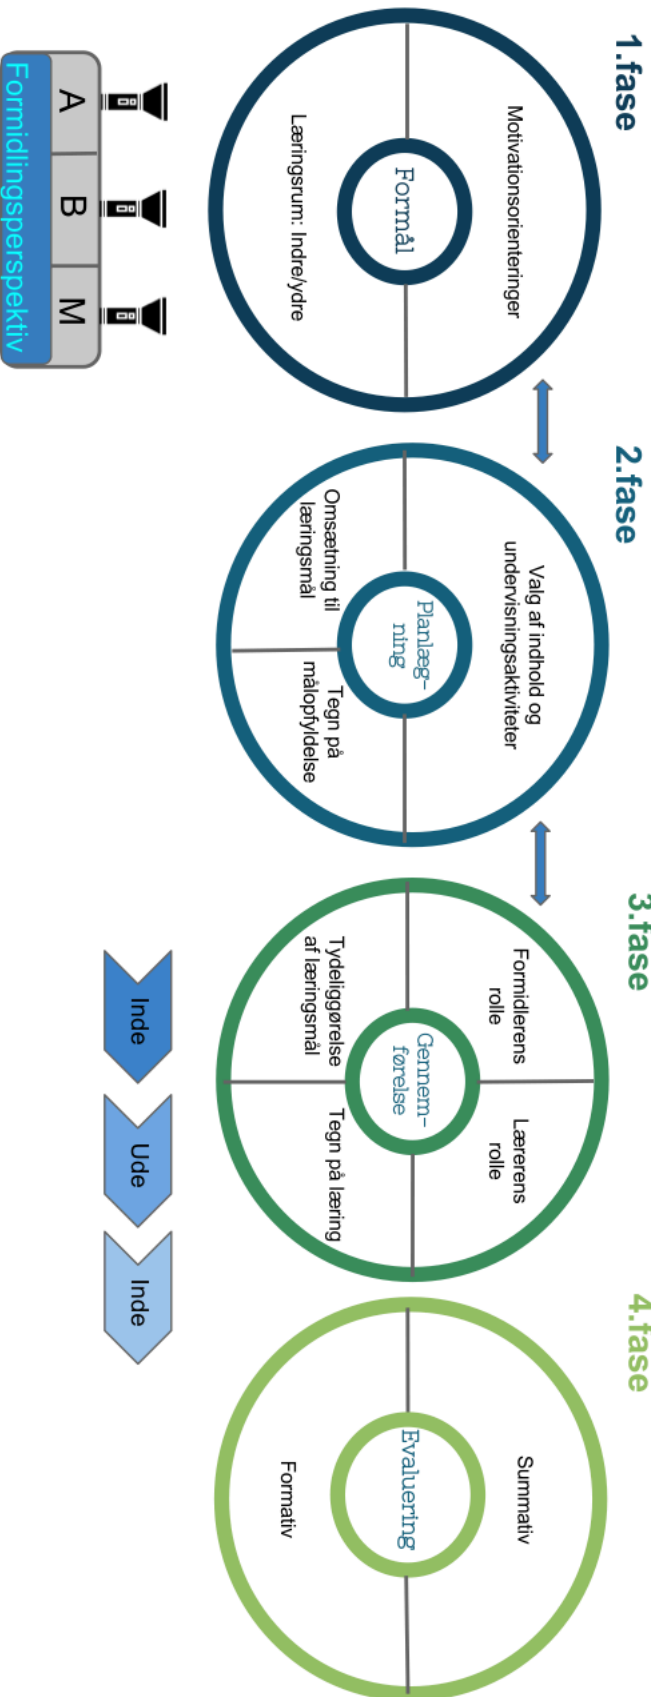 1.fase
Motivationsorienteringer
Formål
Læringsrum: Indre/ydre
A
B
M
Formidlingsperspektiv
2.fase
Valg af indhold og
undervisningsaktiviteter
Planlæg-
ning
Omsætning til
læringsmål
Tegn på
målopfyldelse
3.fase
Formidlerens
rolle
Lærerens
rolle
Gennem-
førelse
Tydeliggørelse
af læringsmål
Tegn på læring
Inde
Ude
Inde
4.fase
Summativ
Evaluering
Formativ